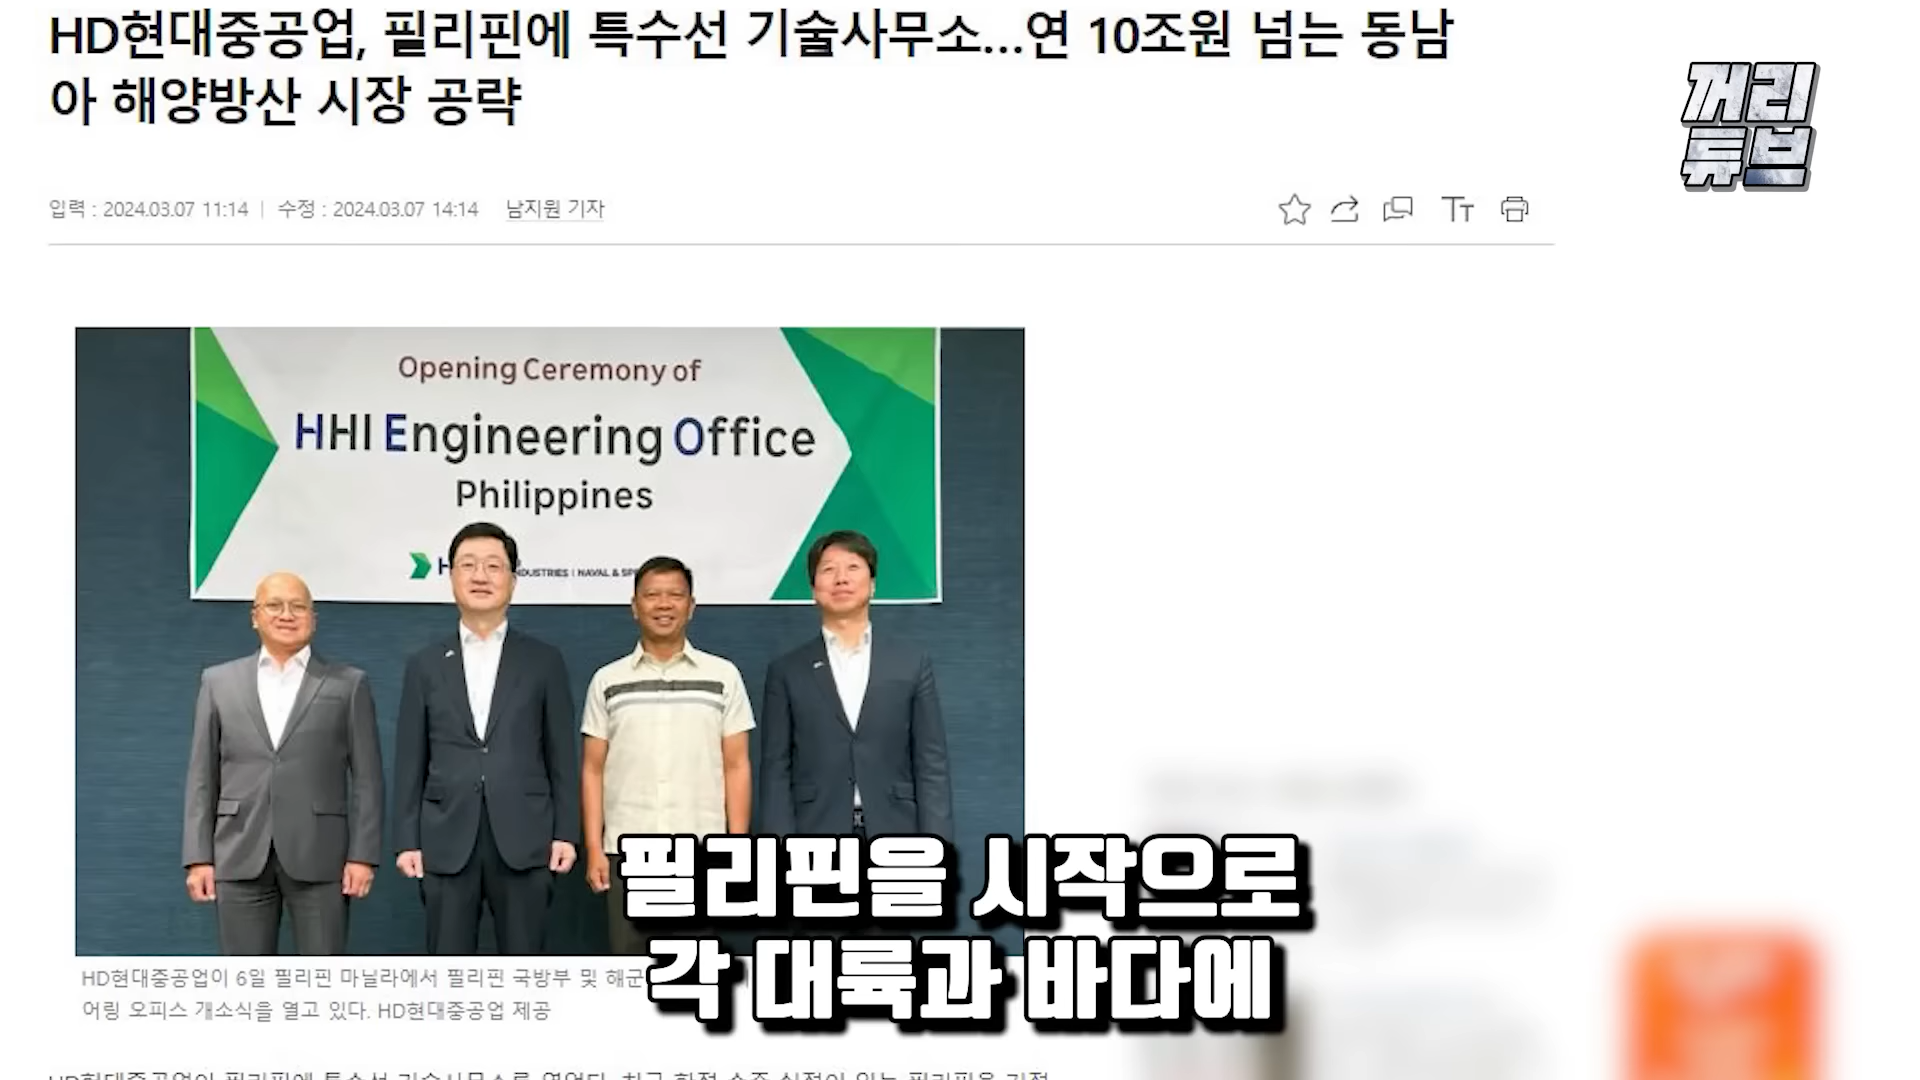 HD현대중공업, 필리핀에 특수선 기술사무소...연 10조원 넘는 동남
아 해양방산 시장 공략
꺼리
튜브
입력 : 2024.03.07 11:14 | 수정 : 2024.03.07 14:14 남지원 기자
Opening Ceremony of
HHI Engineering Office
Philippines
NAVAL &
필리핀을 시작으로
각 대륙과 바다에
HD현대중공업이 6일 필리핀 마닐라에서 필리핀 국방부 및 해군
어링 오피스 개소식을 열고 있다. HD현대중공업 제공